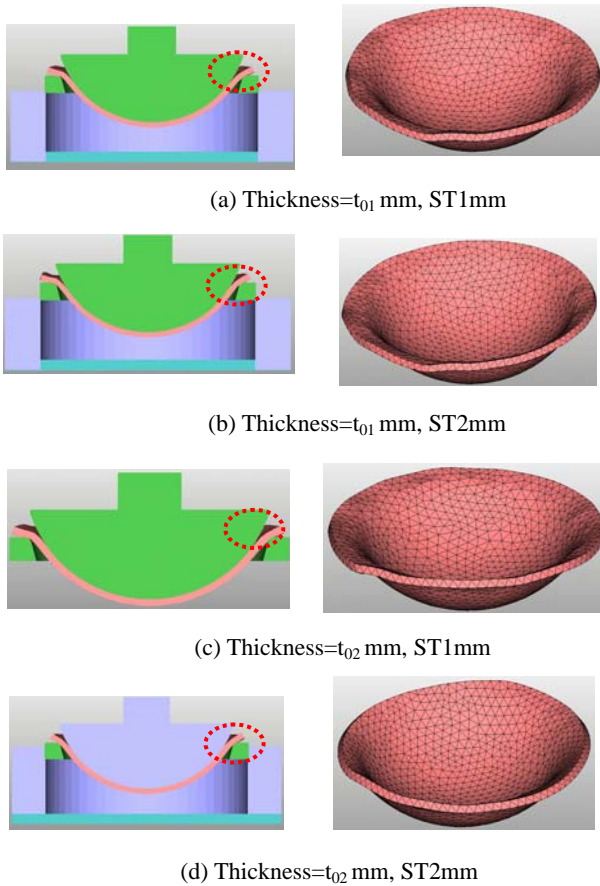 (a) Thickness=t₀₁ mm, ST1mm
(b) Thickness=t₀₁ mm, ST2mm
(c) Thickness=t₀₂ mm, ST1mm
(d) Thickness=t₀₂ mm, ST2mm